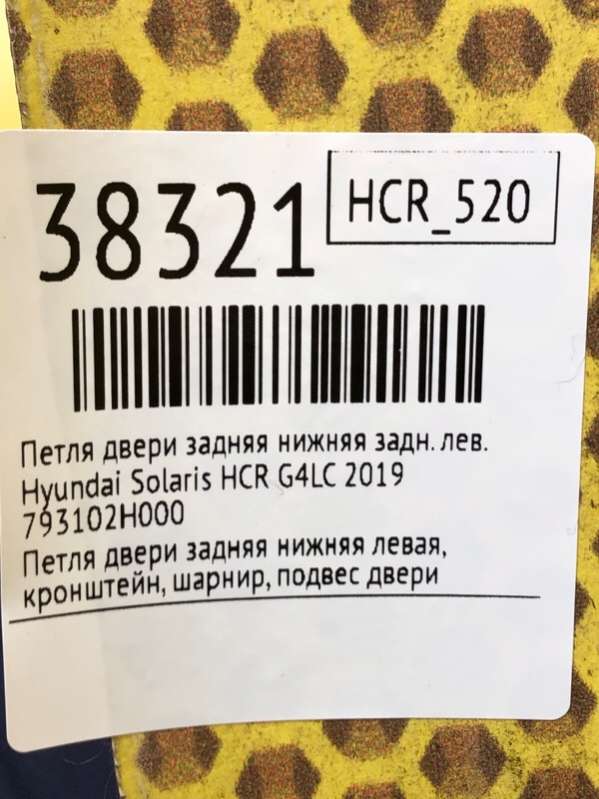 38321
HCR_520
Петля двери задняя нижняя задн. лев.
Hyundai Solaris HCR G4LC 2019
793102H000
Петля двери задняя нижняя левая,
кронштейн, шарнир, подвес двери